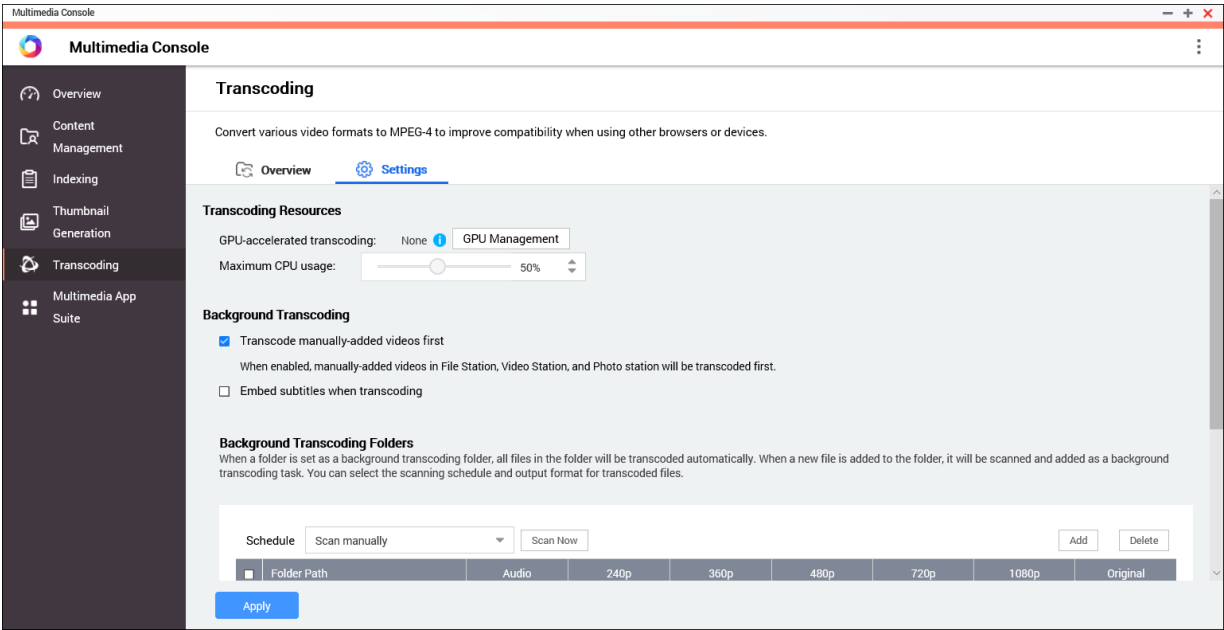 Multimedia Console
Multimedia Console
Overview
Content
Management
Indexing
Thumbnail
Generation
Transcoding
Multimedia App
Suite
Transcoding
Convert various video formats to MPEG-4 to improve compatibility when using other browsers or devices.
Overview Settings
Transcoding Resources
GPU-accelerated transcoding: None GPU Management
Maximum CPU usage: 50%
Background Transcoding
Transcode manually-added videos first
When enabled, manually-added videos in File Station, Video Station, and Photo station will be transcoded first.
Embed subtitles when transcoding
Background Transcoding Folders
When a folder is set as a background transcoding folder, all files in the folder will be transcoded automatically. When a new file is added to the folder, it will be scanned and added as a background
transcoding task. You can select the scanning schedule and output format for transcoded files.
Schedule Scan manually Scan Now Add Delete
Folder Path Audio 240p 360p 480p 720p 1080p Original
Apply